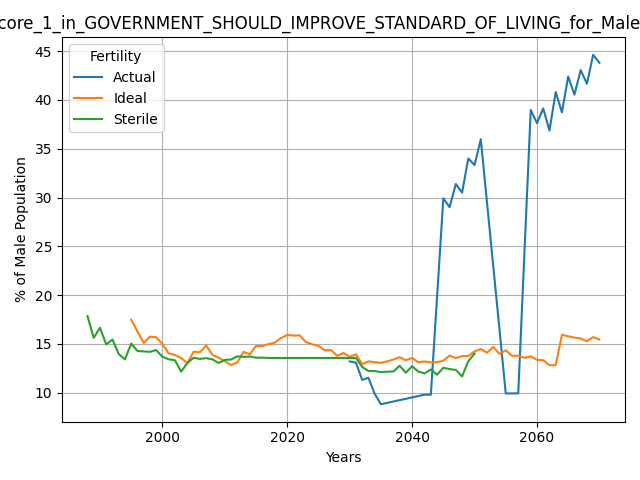 core_1_in_GOVERNMENT_SHOULD_IMPROVE_STANDARD_OF_LIVING_for_Male
Fertility
Actual
Ideal
Sterile
45
40
35
30
25
20
15
10
% of Male Population
2000 2020 2040 2060
Years